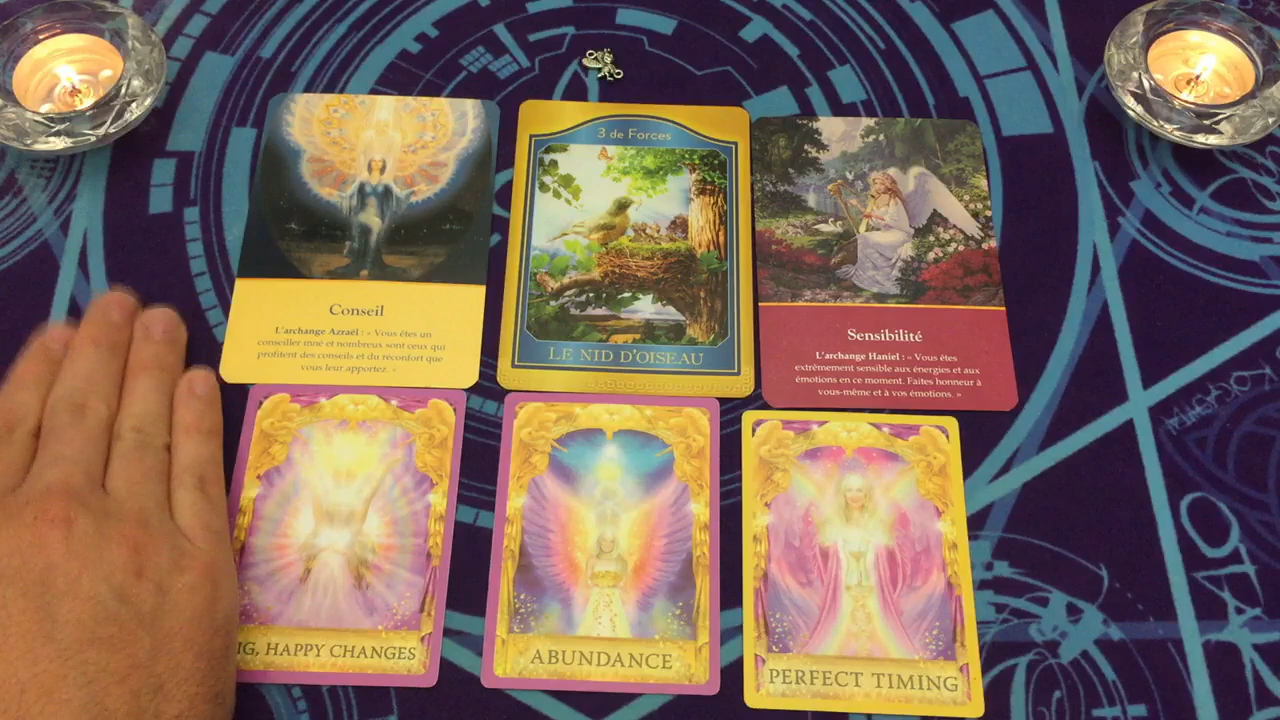 3 de Forces
LE NID D'OISEAU
Conseil
L'archange Azraël : « Vous êtes un
conseiller inné et nombreux sont ceux qui
profitent des conseils et du réconfort que
vous leur apportez. »
Sensibilité
L'archange Haniel : « Vous êtes
extrêmement sensible aux énergies et aux
émotions en ce moment. Faites honneur à
vous-même et à vos émotions. »
IG, HAPPY CHANGES
ABUNDANCE
PERFECT TIMING